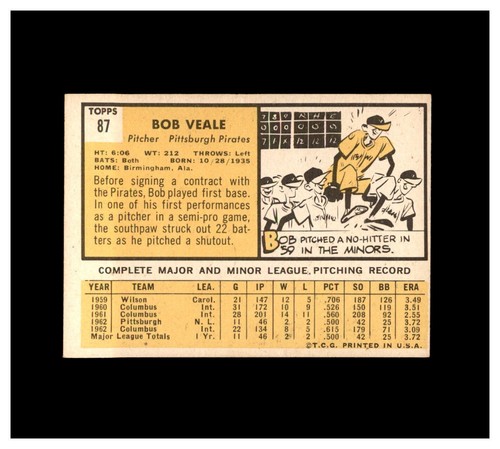 TOPPS
87
BOB VEALE
Pitcher Pittsburgh Pirates
HT: 6:06 WT: 212 THROWS: Left
BATS: Both BORN: 10/28/1935
HOME: Birmingham, Ala.
Before signing a contract with
the Pirates, Bob played first base.
In one of his first performances
as a pitcher in a semi-pro game,
the southpaw struck out 22 bat-
ters as he pitched a shutout.
BOB PITCHED A NO-HITTER IN
'59 IN THE MINORS.
COMPLETE MAJOR AND MINOR LEAGUE PITCHING RECORD
YEAR TEAM LEA. G IP W L PCT SO BB ERA
1959 Wilson Carol. 21 147 12 5 .706 187 126 3.49
1960 Columbus Int. 31 172 10 9 .526 150 119 3.51
1961 Columbus Int. 28 201 14 11 .560 208 92 2.55
1962 Pittsburgh N. L. 11 46 2 2 .500 42 25 3.72
1962 Columbus Int. 22 134 8 5 .615 179 71 3.09
Major League Totals 1 Yr. 11 46 2 2 .500 42 25 3.72
©T.C.G. PRINTED IN U.S.A.